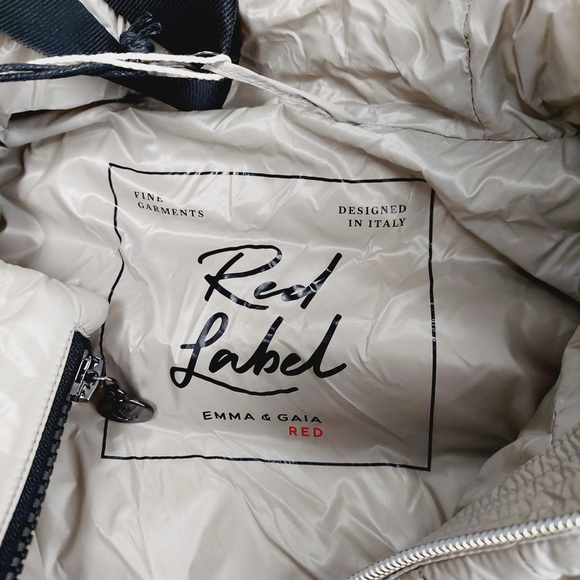 FINE
GARMENTS
DESIGNED
IN ITALY
Red
Label
EMMA & GAIA
RED